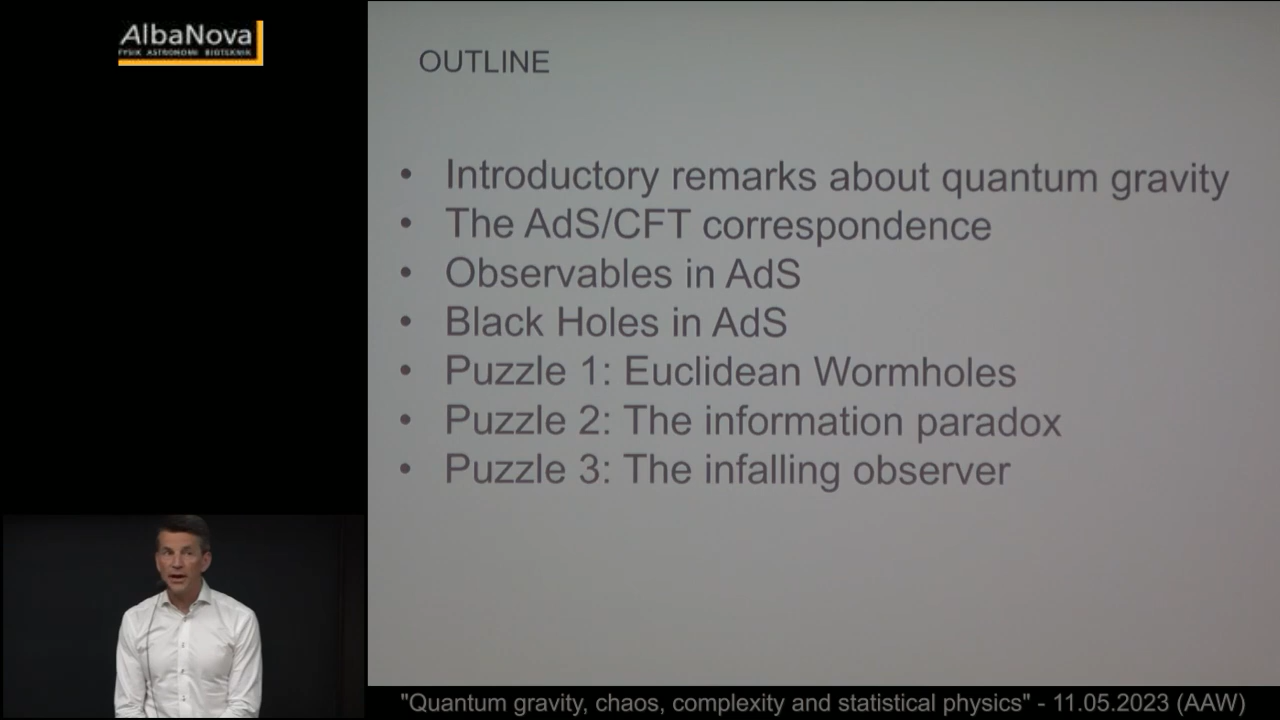 AlbaNova
FYSIK ASTRONOMI BIOTEKNIK
OUTLINE
• Introductory remarks about quantum gravity
• The AdS/CFT correspondence
• Observables in AdS
• Black Holes in AdS
• Puzzle 1: Euclidean Wormholes
• Puzzle 2: The information paradox
• Puzzle 3: The infalling observer
"Quantum gravity, chaos, complexity and statistical physics" - 11.05.2023 (AAW)